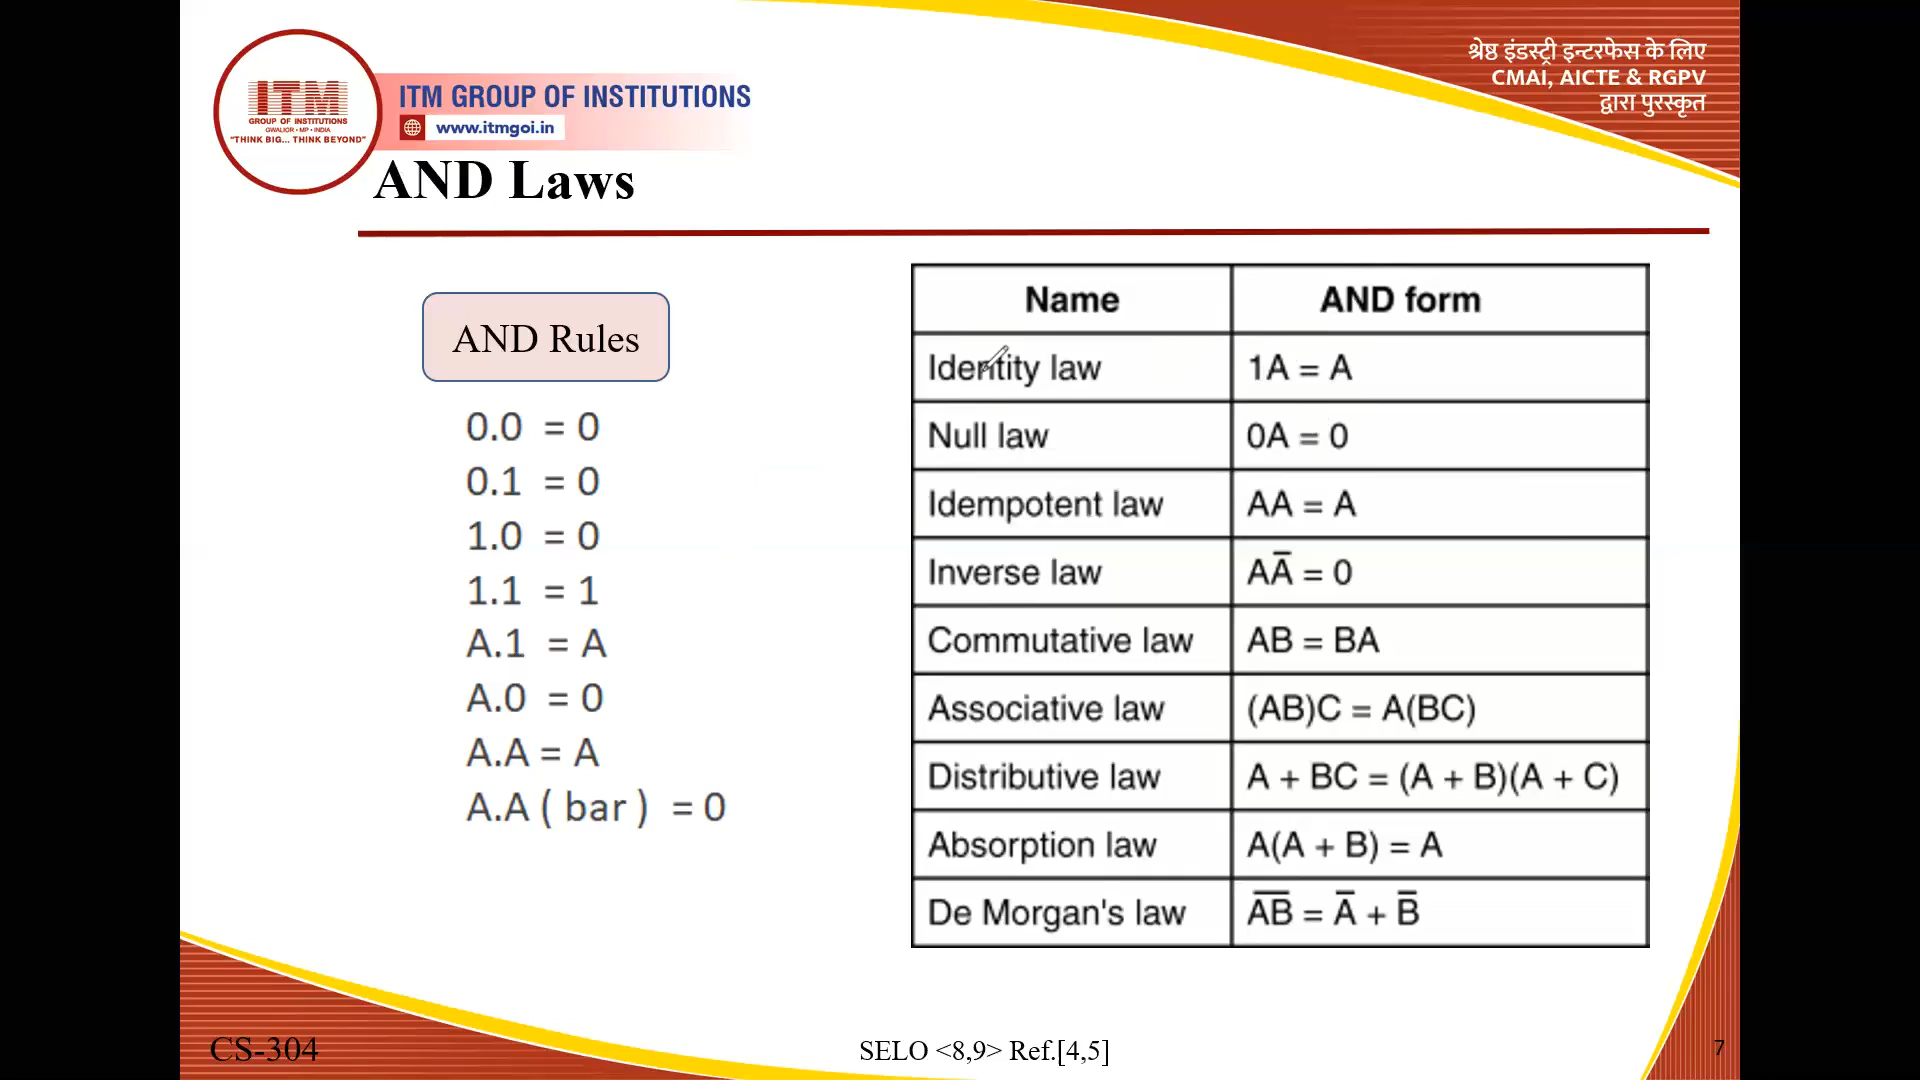 ITM
GROUP OF INSTITUTIONS
GWALIOR • MP • INDIA
"THINK BIG... THINK BEYOND"
ITM GROUP OF INSTITUTIONS
www.itmgoi.in
श्रेष्ठ इंडस्ट्री इन्टरफेस के लिए
CMAI, AICTE & RGPV
द्वारा पुरस्कृत
AND Laws
AND Rules
0.0 = 0
0.1 = 0
1.0 = 0
1.1 = 1
A.1 = A
A.0 = 0
A.A = A
A.A ( bar ) = 0
Name AND form
Identity law 1A = A
Null law 0A = 0
Idempotent law AA = A
Inverse law AA̅ = 0
Commutative law AB = BA
Associative law (AB)C = A(BC)
Distributive law A + BC = (A + B)(A + C)
Absorption law A(A + B) = A
De Morgan's law A̅B̅ = A̅ + B̅
CS-304
SELO <8,9> Ref.[4,5]
7